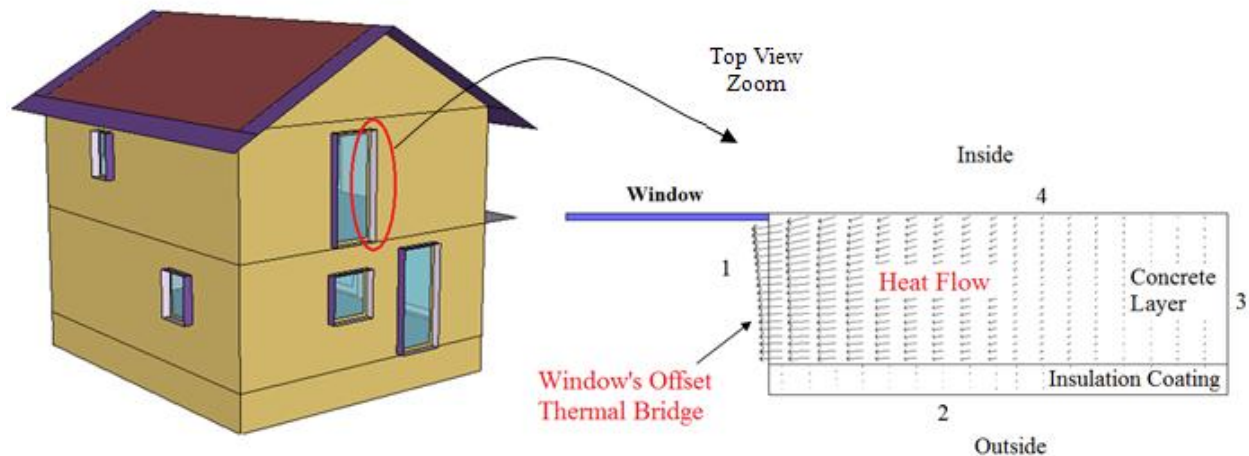 Top View
Zoom
Inside
Window
4
1
Heat Flow
Concrete
Layer
3
Window's Offset
Thermal Bridge
Insulation Coating
2
Outside